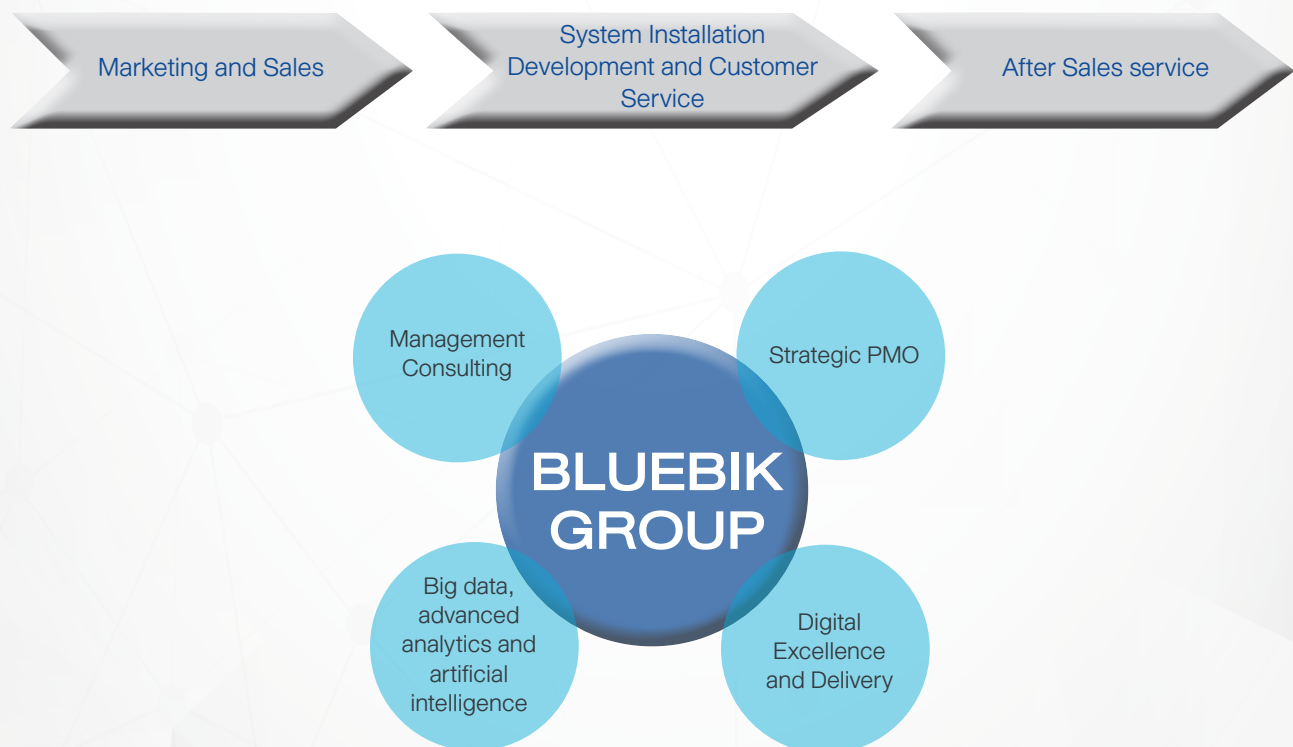 Marketing and Sales
System Installation
Development and Customer
Service
After Sales service
Management
Consulting
Strategic PMO
BLUEBIK
GROUP
Big data,
advanced
analytics and
artificial
intelligence
Digital
Excellence
and Delivery